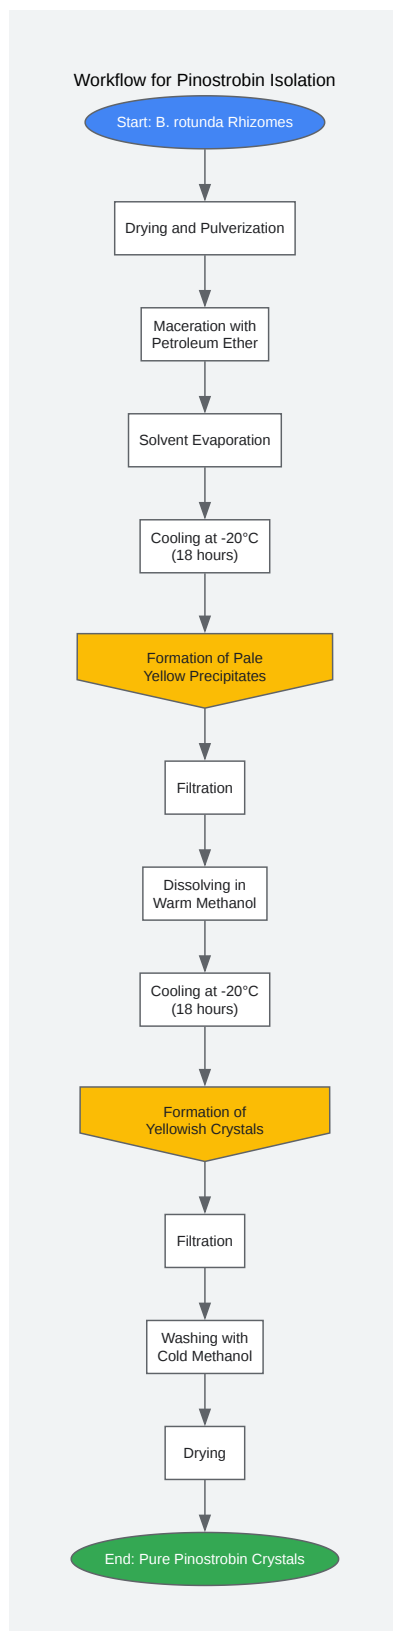 Workflow for Pinostrobin Isolation
Start: B. rotunda Rhizomes
Drying and Pulverization
Maceration with
Petroleum Ether
Solvent Evaporation
Cooling at -20°C
(18 hours)
Formation of Pale
Yellow Precipitates
Filtration
Dissolving in
Warm Methanol
Cooling at -20°C
(18 hours)
Formation of
Yellowish Crystals
Filtration
Washing with
Cold Methanol
Drying
End: Pure Pinostrobin Crystals